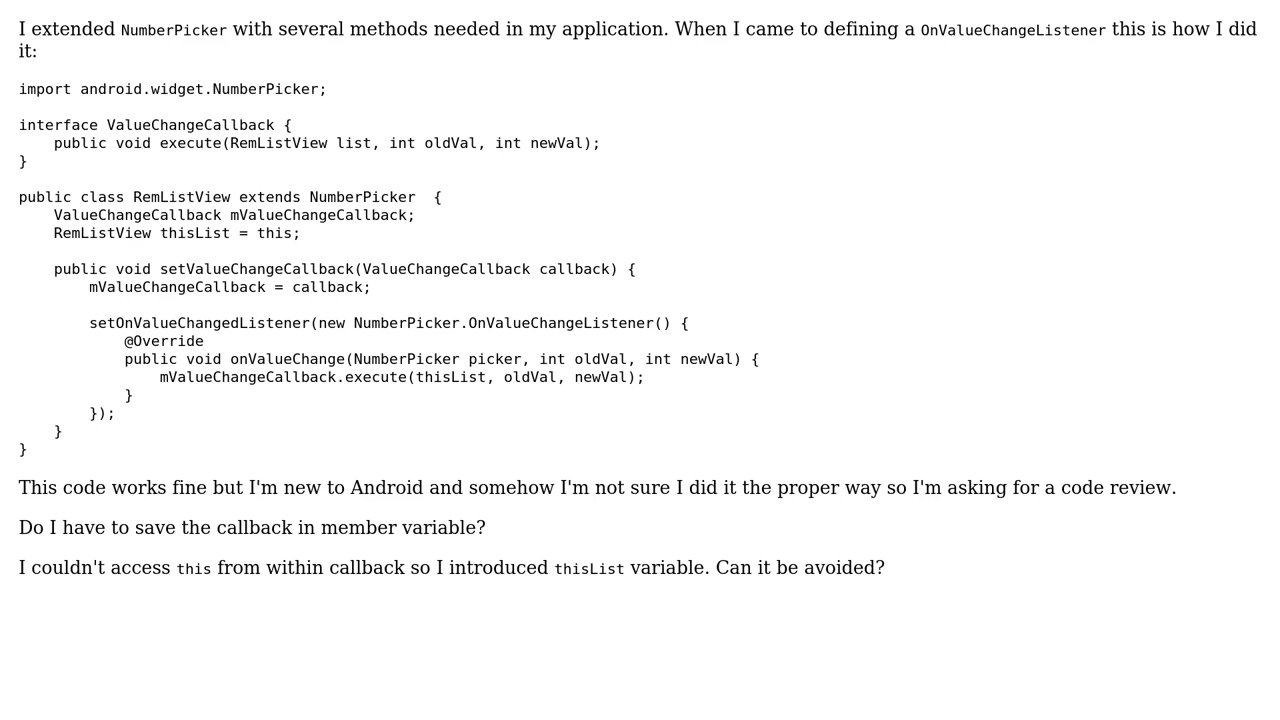 I extended NumberPicker with several methods needed in my application. When I came to defining a OnValueChangeListener this is how I did
it:
import android.widget.NumberPicker;
interface ValueChangeCallback {
    public void execute(RemListView list, int oldVal, int newVal);
}
public class RemListView extends NumberPicker  {
    ValueChangeCallback mValueChangeCallback;
    RemListView thisList = this;
    public void setValueChangeCallback(ValueChangeCallback callback) {
        mValueChangeCallback = callback;
        setOnValueChangedListener(new NumberPicker.OnValueChangeListener() {
            @Override
            public void onValueChange(NumberPicker picker, int oldVal, int newVal) {
                mValueChangeCallback.execute(thisList, oldVal, newVal);
            }
        });
    }
}
This code works fine but I'm new to Android and somehow I'm not sure I did it the proper way so I'm asking for a code review.
Do I have to save the callback in member variable?
I couldn't access this from within callback so I introduced thisList variable. Can it be avoided?